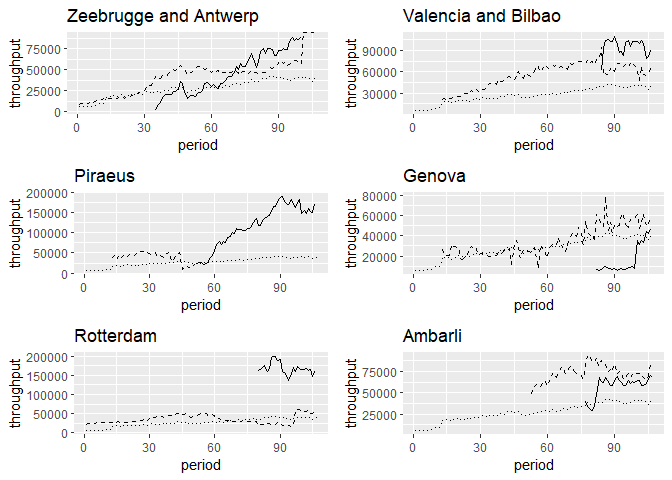 Zeebrugge and Antwerp
throughput
75000
50000
25000
0
0 30 60 90
period
Valencia and Bilbao
throughput
90000
60000
30000
0 30 60 90
period
Piraeus
throughput
200000
150000
100000
50000
0
0 30 60 90
period
Genova
throughput
80000
60000
40000
20000
0 30 60 90
period
Rotterdam
throughput
200000
150000
100000
50000
0
0 30 60 90
period
Ambarli
throughput
75000
50000
25000
0 30 60 90
period